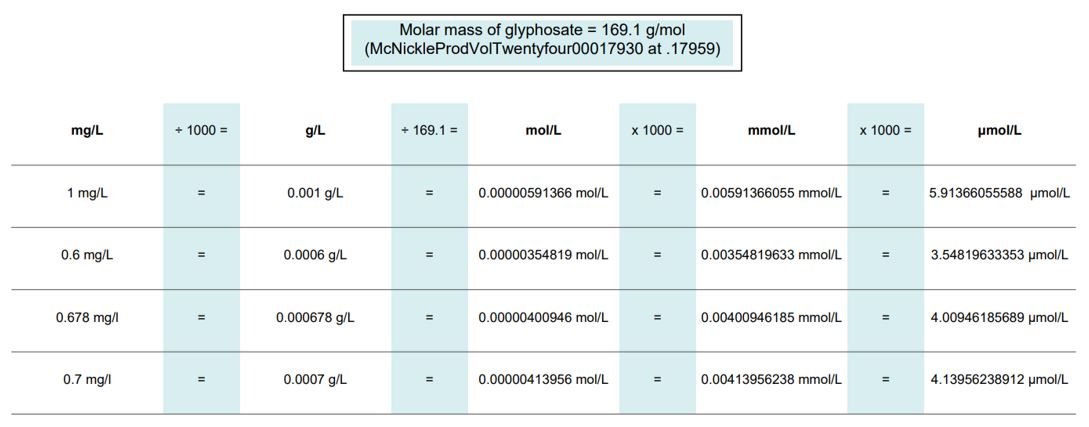 Molar mass of glyphosate = 169.1 g/mol
(McNickleProdVolTwentyfour00017930 at .17959)
mg/L ÷ 1000 = g/L ÷ 169.1 = mol/L x 1000 = mmol/L x 1000 = µmol/L
1 mg/L = 0.001 g/L = 0.00000591366 mol/L = 0.00591366055 mmol/L = 5.91366055588 µmol/L
0.6 mg/L = 0.0006 g/L = 0.00000354819 mol/L = 0.00354819633 mmol/L = 3.54819633353 µmol/L
0.678 mg/l = 0.000678 g/L = 0.00000400946 mol/L = 0.00400946185 mmol/L = 4.00946185689 µmol/L
0.7 mg/l = 0.0007 g/L = 0.00000413956 mol/L = 0.00413956238 mmol/L = 4.13956238912 µmol/L